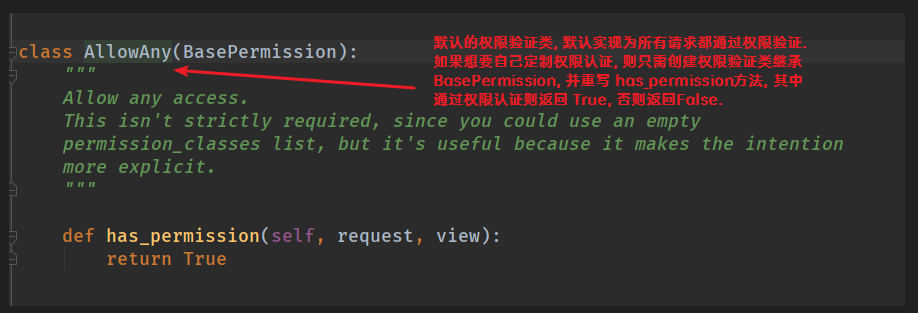 class AllowAny(BasePermission):
默认的权限验证类, 默认实现为所有请求都通过权限验证.
如果想要自己定制权限认证, 则只需创建权限验证类继承
BasePermission, 并重写 has_permission方法, 其中
通过权限认证则返回 True, 否则返回False.
"""
Allow any access.
This isn't strictly required, since you could use an empty
permission_classes list, but it's useful because it makes the intention
more explicit.
"""
def has_permission(self, request, view):
return True